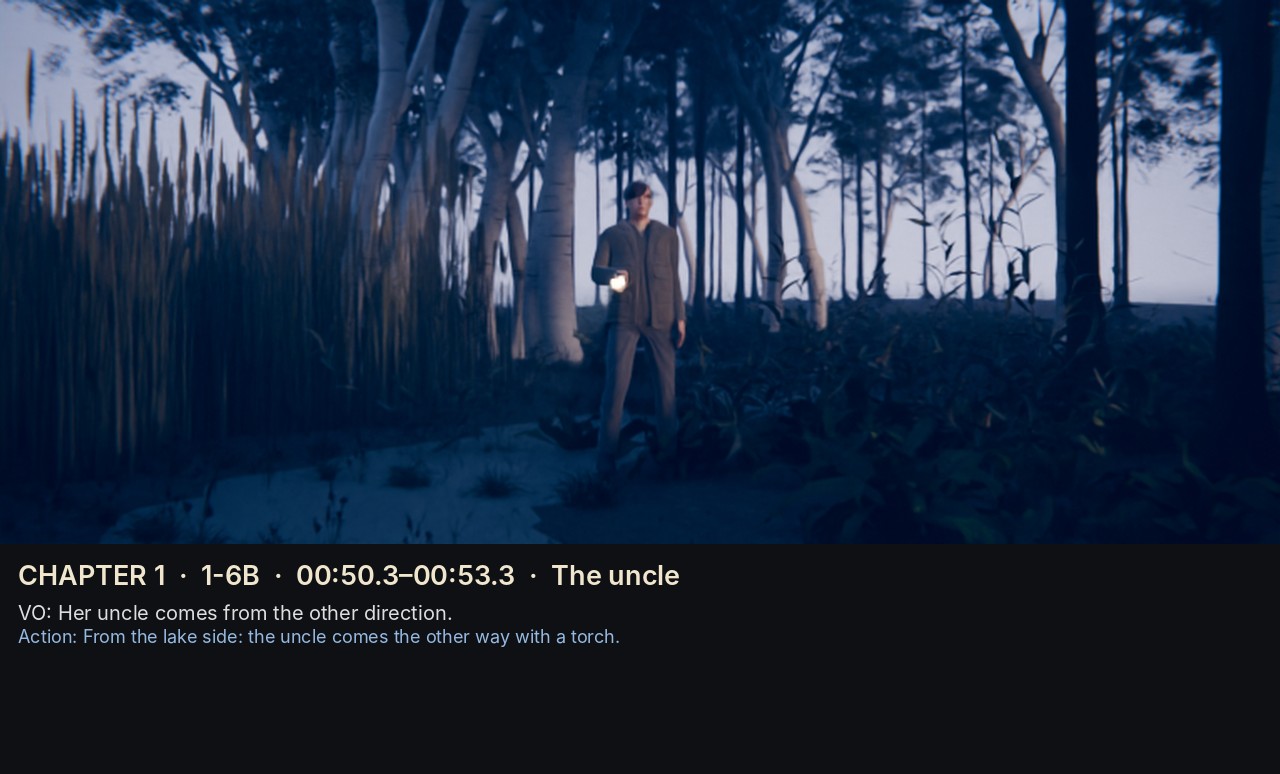 CHAPTER 1 · 1-6B · 00:50.3–00:53.3 · The uncle
VO: Her uncle comes from the other direction.
Action: From the lake side: the uncle comes the other way with a torch.